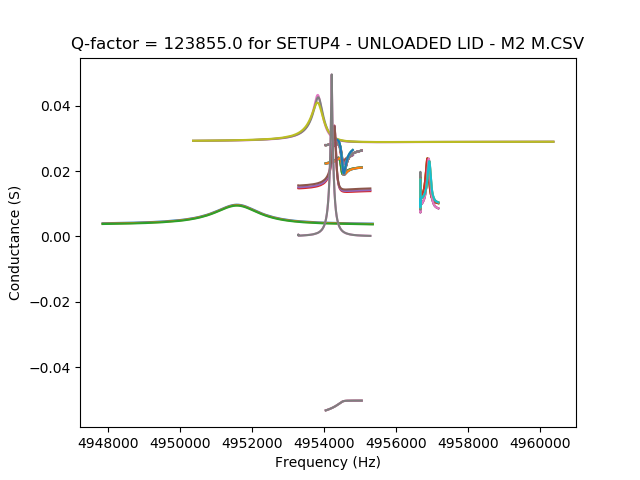 Q-factor = 123855.0 for SETUP4 - UNLOADED LID - M2 M.CSV
0.04
0.02
0.00
−0.02
−0.04
Conductance (S)
4948000 4950000 4952000 4954000 4956000 4958000 4960000
Frequency (Hz)